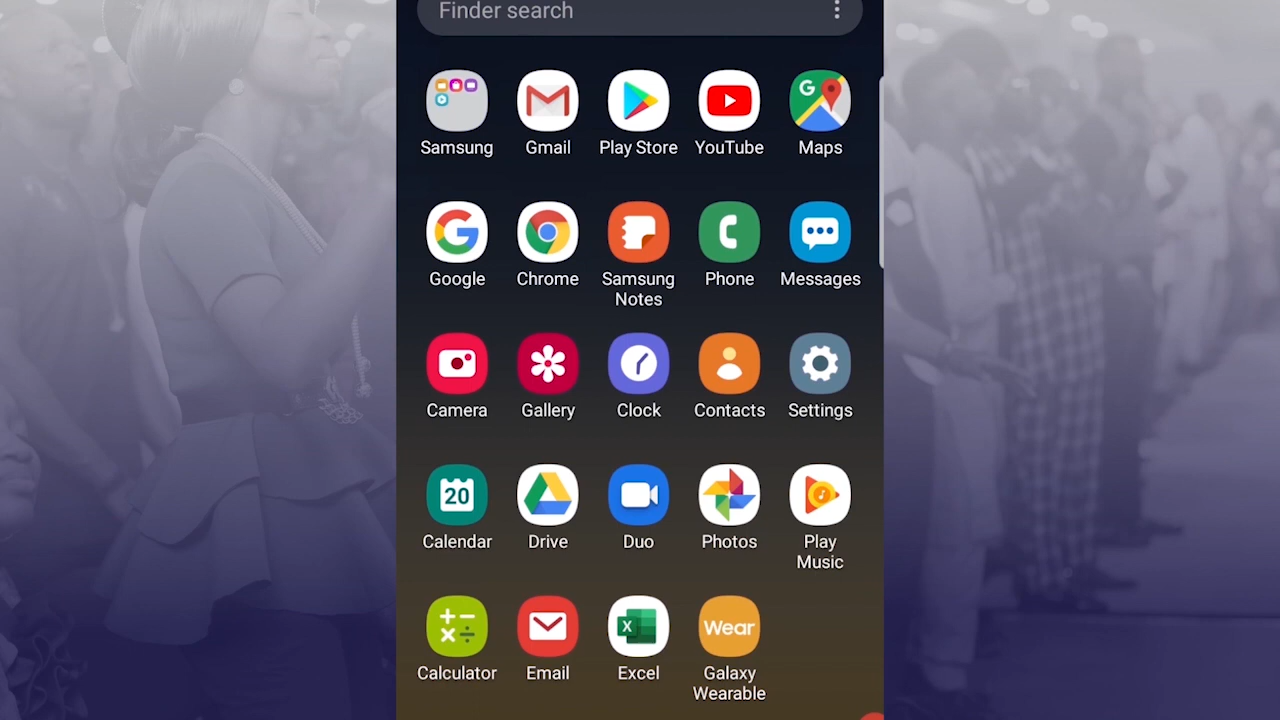 Finder search
Samsung Gmail Play Store YouTube Maps
Google Chrome Samsung Notes Phone Messages
Camera Gallery Clock Contacts Settings
20
Calendar Drive Duo Photos Play Music
X Wear
Calculator Email Excel Galaxy Wearable